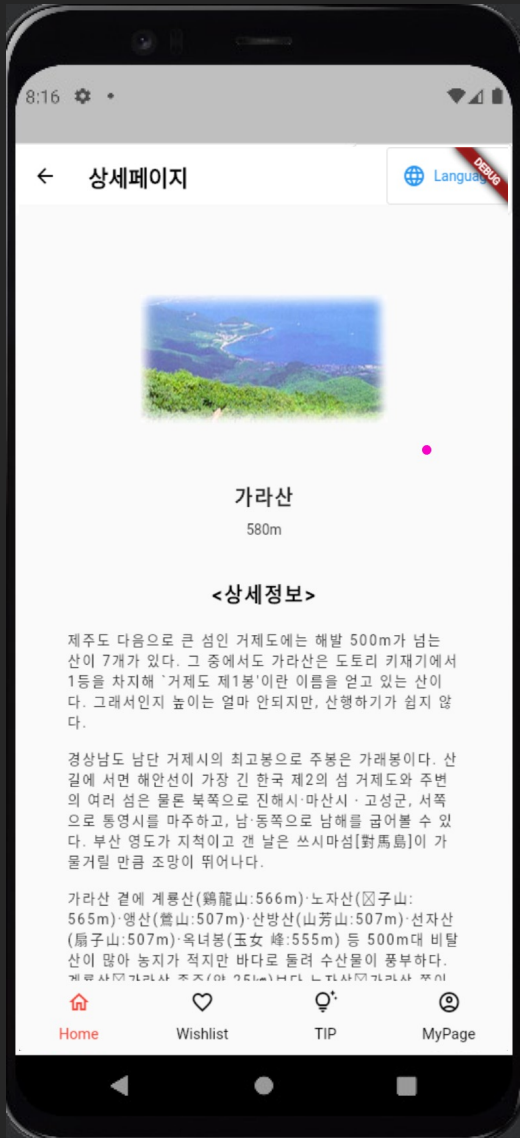 8:16
상세페이지
Langua
DEBUG
가라산
580m
<상세정보>
제주도 다음으로 큰 섬인 거제도에는 해발 500m가 넘는
산이 7개가 있다. 그 중에서도 가라산은 도토리 키재기에서
1등을 차지해 `거제도 제1봉'이란 이름을 얻고 있는 산이
다. 그래서인지 높이는 얼마 안되지만, 산행하기가 쉽지 않
다.
경상남도 남단 거제시의 최고봉으로 주봉은 가래봉이다. 산
길에 서면 해안선이 가장 긴 한국 제2의 섬 거제도와 주변
의 여러 섬은 물론 북쪽으로 진해시·마산시 · 고성군, 서쪽
으로 통영시를 마주하고, 남·동쪽으로 남해를 굽어볼 수 있
다. 부산 영도가 지척이고 갠 날은 쓰시마섬[對馬島]이 가
물거릴 만큼 조망이 뛰어나다.
가라산 곁에 계룡산(鷄龍山:566m)·노자산(子山:
565m)·앵산(鶯山:507m)·산방산(山芳山:507m)·선자산
(扇子山:507m)·옥녀봉(玉女 峰:555m) 등 500m대 비탈
산이 많아 농지가 적지만 바다로 둘려 수산물이 풍부하다.
Home
Wishlist
TIP
MyPage